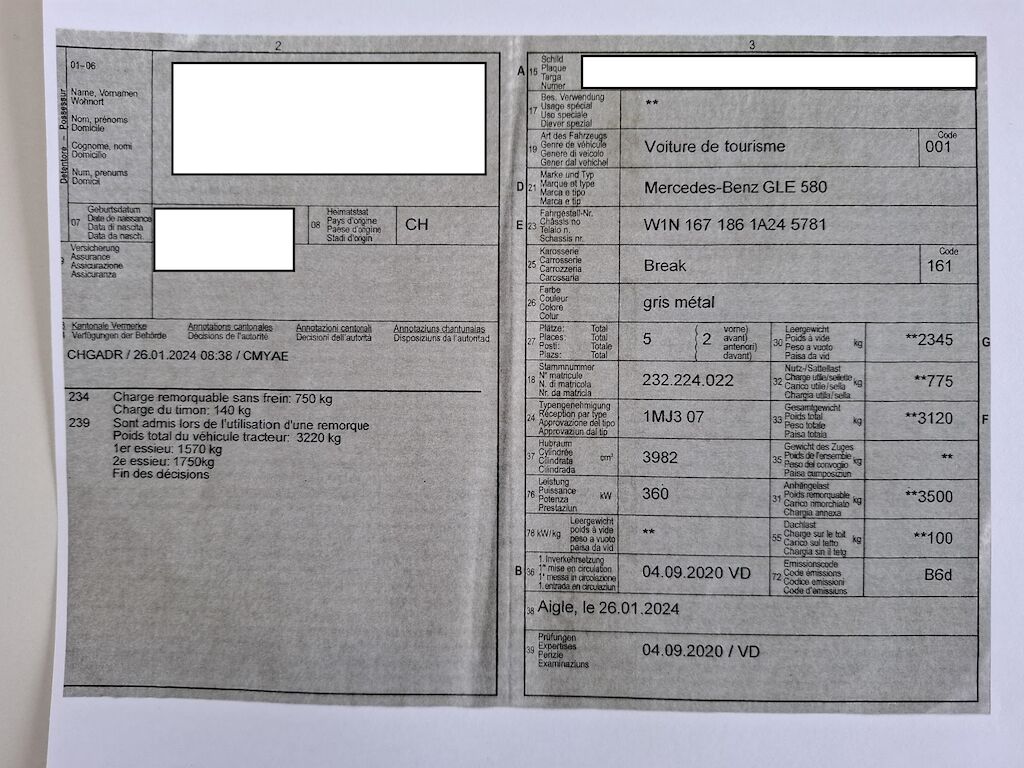 2
01-06
Detentore - Possesseur
Name, Vornamen
Wohnort
Nom, prénoms
Domicile
Cognome, nomi
Domicilio
Num, prenums
Domicil
07
Geburtsdatum
Date de naissance
Data di nascita
Data da nasch.
08
Heimatstaat
Pays d'origine
Paese d'origine
Stadi d'origin
CH
9
Versicherung
Assurance
Assicurazione
Assicuranza
Kantonale Vermerke
Verfügungen der Behörde
Annotations cantonales
Décisions de l'autorité
Annotazioni cantonali
Decisioni dell'autorità
Annotaziuns chantunalas
Disposiziuns da l'autoritad
CHGADR / 26.01.2024 08:38 / CMYAE
234 Charge remorquable sans frein: 750 kg
Charge du timon: 140 kg
239 Sont admis lors de l'utilisation d'une remorque
Poids total du véhicule tracteur: 3220 kg
1er essieu: 1570 kg
2e essieu: 1750kg
Fin des décisions
3
A 15
Schild
Plaque
Targa
Numer
17
Bes. Verwendung
Usage spécial
Uso speciale
Diever spezial
**
19
Art des Fahrzeugs
Genre de véhicule
Genere di veicolo
Gener dal vehichel
Voiture de tourisme
Code
001
D 21
Marke und Typ
Marque et type
Marca e tipo
Marca e tip
Mercedes-Benz GLE 580
E 23
Fahrgestell-Nr.
Châssis no
Telaio n.
Schassis nr.
W1N 167 186 1A24 5781
25
Karosserie
Carrosserie
Carrozzeria
Carossaria
Break
Code
161
26
Farbe
Couleur
Colore
Colur
gris métal
27
Plätze: Total
Places: Total
Posti: Totale
Plazs: Total
5
2
vorne)
avant)
anteriori)
davant)
30
Leergewicht
Poids à vide
Peso a vuoto
Paisa da vid
kg
**2345
G
18
Stammnummer
N° matricule
N. di matricola
Nr. da matricla
232.224.022
32
Nutz-/Sattellast
Charge utile/sellette
Carico utile/sella
Chargia utila/sella
kg
**775
24
Typengenehmigung
Réception par type
Approvazione del tipo
Approvaziun dal tip
1MJ3 07
33
Gesamtgewicht
Poids total
Peso totale
Paisa totala
kg
**3120
F
37
Hubraum
Cylindrée
Cilindrata
Cilindrada
cm³
3982
35
Gewicht des Zuges
Poids de l'ensemble
Peso del convoglio
Paisa cumposiziun
kg
**
76
Leistung
Puissance
Potenza
Prestaziun
kW
360
31
Anhängelast
Poids remorquable
Carico rimorchiato
Chargia annexa
kg
**3500
78 kW/kg
Leergewicht
poids à vide
peso a vuoto
paisa da vid
**
55
Dachlast
Charge sur le toit
Carico sul tetto
Chargia sin il tetg
kg
**100
B 36
1. Inverkehrsetzung
1re mise en circulation
1a messa in circolazione
1. entrada en circulaziun
04.09.2020 VD
72
Emissionscode
Code émissions
Codice emissioni
Code d'emissiuns
B6d
38 Aigle, le 26.01.2024
39
Prüfungen
Expertises
Perizie
Examinaziuns
04.09.2020 / VD